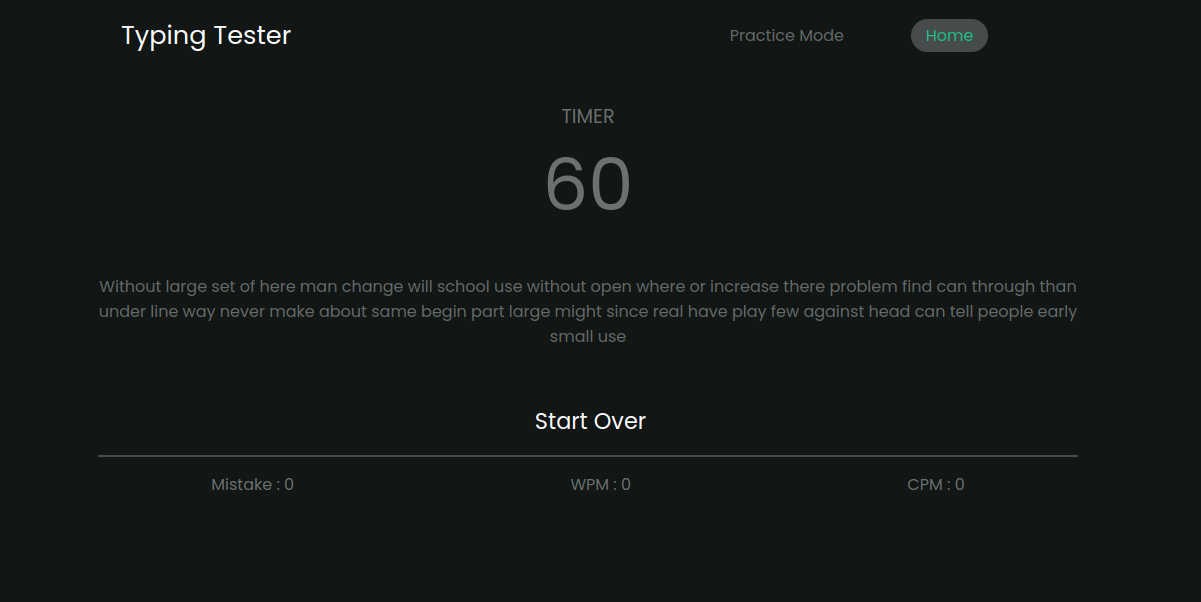 Typing Tester
Practice Mode
Home
TIMER
60
Without large set of here man change will school use without open where or increase there problem find can through than
under line way never make about same begin part large might since real have play few against head can tell people early
small use
Start Over
Mistake : 0
WPM : 0
CPM : 0